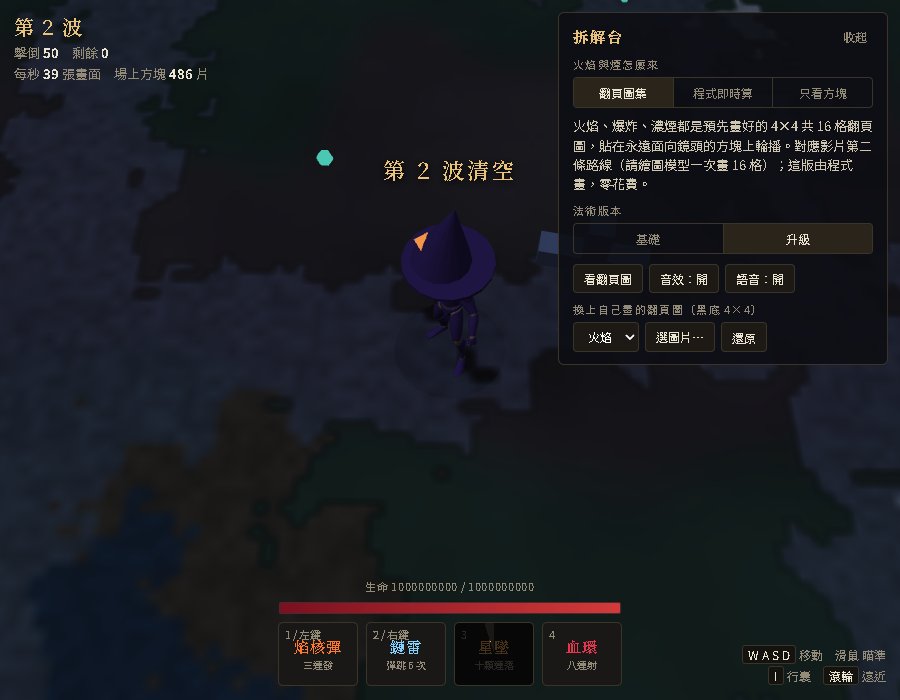 第 2 波
擊倒 50 剩餘 0
每秒 39 張畫面 場上方塊 486 片
拆解台
收起
火焰與煙怎麼來
翻頁圖集 程式即時算 只看方塊
火焰、爆炸、濃煙都是預先畫好的 4×4 共 16 格翻頁
圖，貼在永遠面向鏡頭的方塊上輪播。對應影片第二
條路線（請繪圖模型一次畫 16 格）；這版由程式
畫，零花費。
法術版本
基礎 升級
看翻頁圖 音效：開 語音：開
換上自己畫的翻頁圖（黑底 4×4）
火焰 選圖片⋯ 還原
第 2 波清空
生命 1000000000 / 1000000000
1/左鍵 2/右鍵 3 4
焰核彈 鏈雷 星墜 血環
三連發 彈跳 6 次 十顆連落 八連射
WASD 移動 滑鼠 瞄準
I 行囊 滾輪 遠近